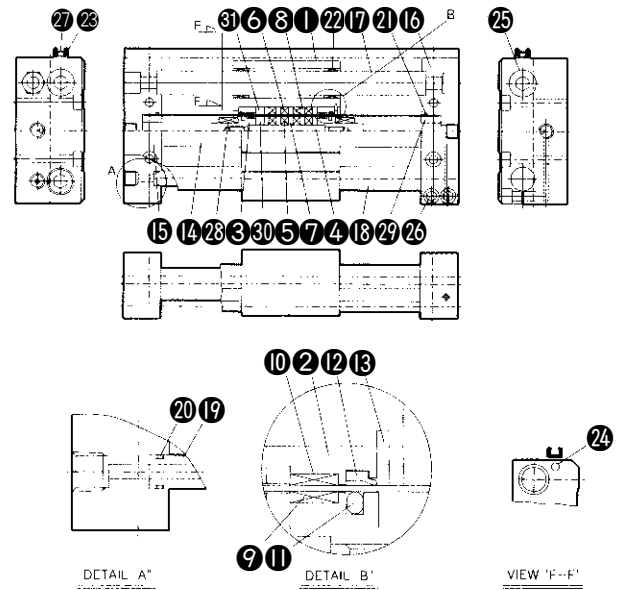 27 23
F
31 6 8 1 22
B
17 21 16
25
F
A
15 14 28 3 30 5 7 4 18 29 26
10 2 12 13
20 19
24
9 11
DETAIL A"
DETAIL B'
VIEW 'F--F'